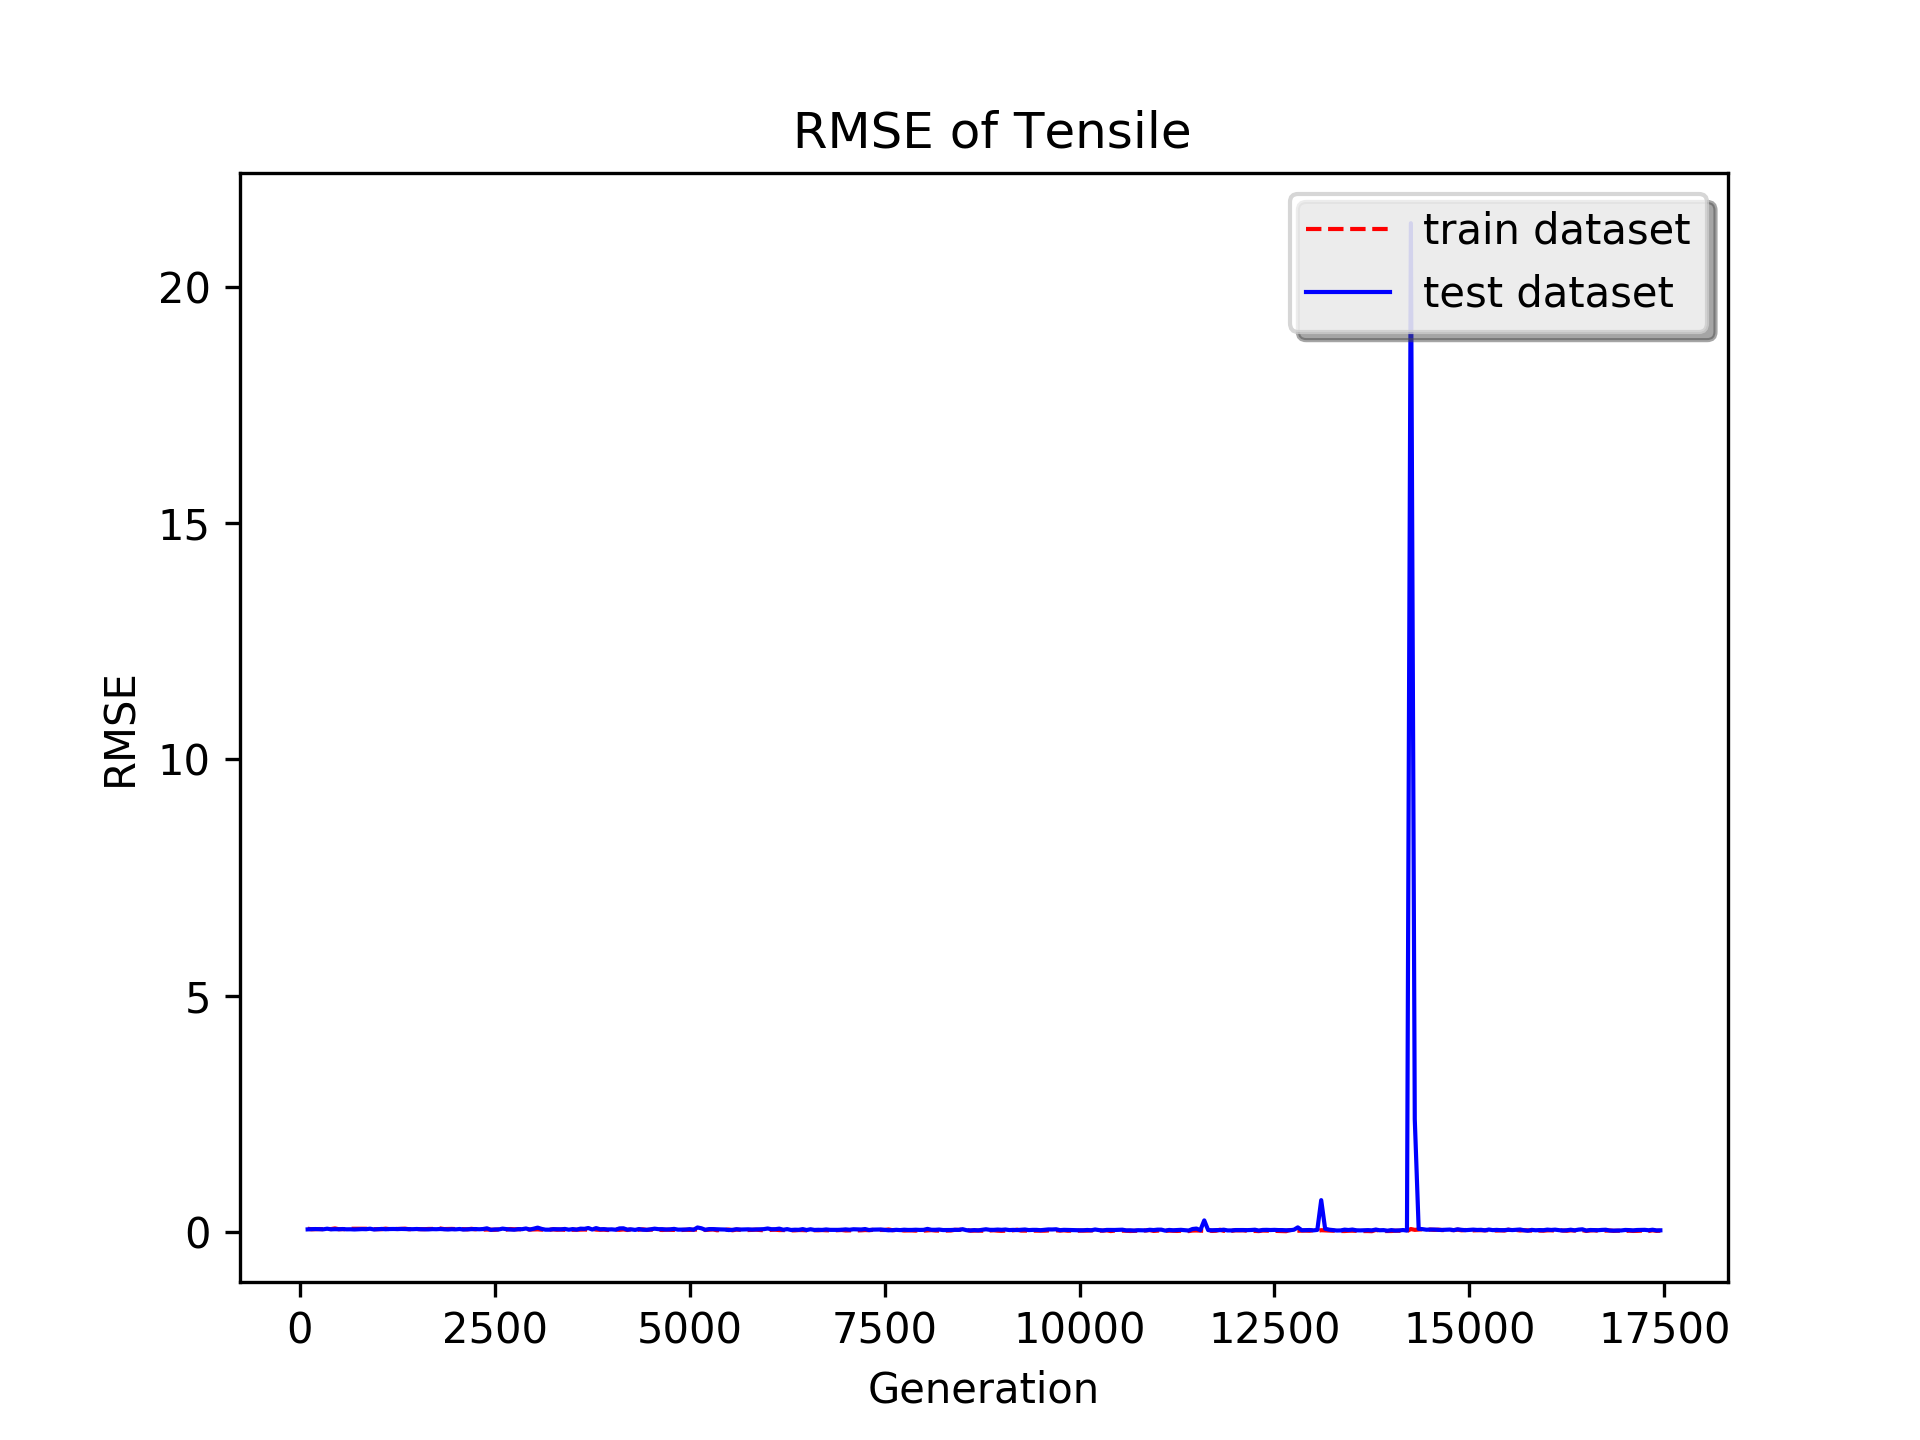 RMSE of Tensile
train dataset
test dataset
20
15
10
5
0
RMSE
0 2500 5000 7500 10000 12500 15000 17500
Generation